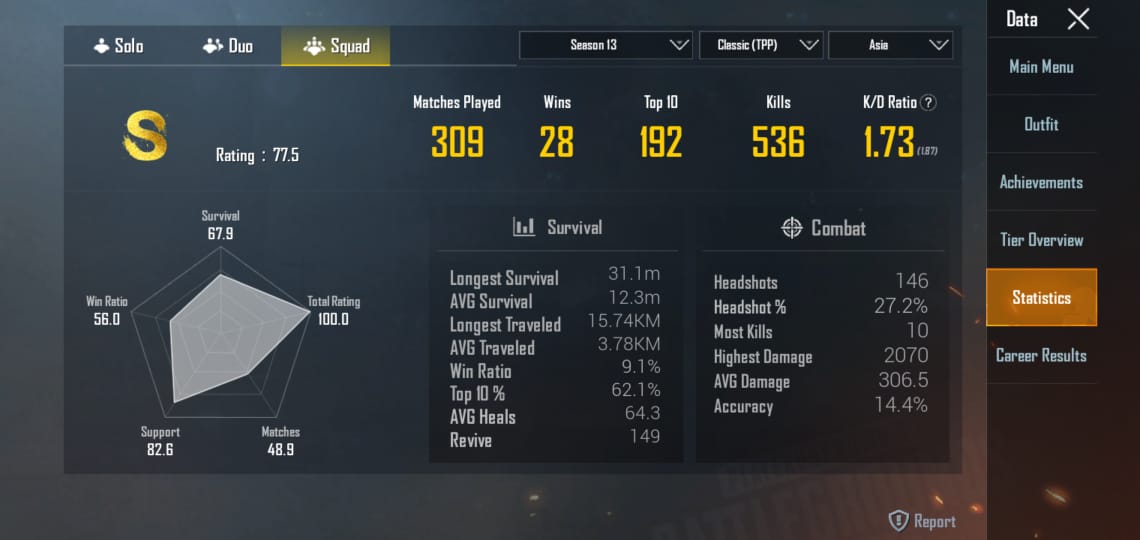 Solo
Duo
Squad
Season 13
Classic (TPP)
Asia
Data
Main Menu
Outfit
Achievements
Tier Overview
Statistics
Career Results
S
Rating : 77.5
Matches Played
309
Wins
28
Top 10
192
Kills
536
K/D Ratio ?
1.73 (1.87)
Survival
67.9
Win Ratio
56.0
Total Rating
100.0
Support
82.6
Matches
48.9
Survival
Longest Survival 31.1m
AVG Survival 12.3m
Longest Traveled 15.74KM
AVG Traveled 3.78KM
Win Ratio 9.1%
Top 10 % 62.1%
AVG Heals 64.3
Revive 149
Combat
Headshots 146
Headshot % 27.2%
Most Kills 10
Highest Damage 2070
AVG Damage 306.5
Accuracy 14.4%
Report